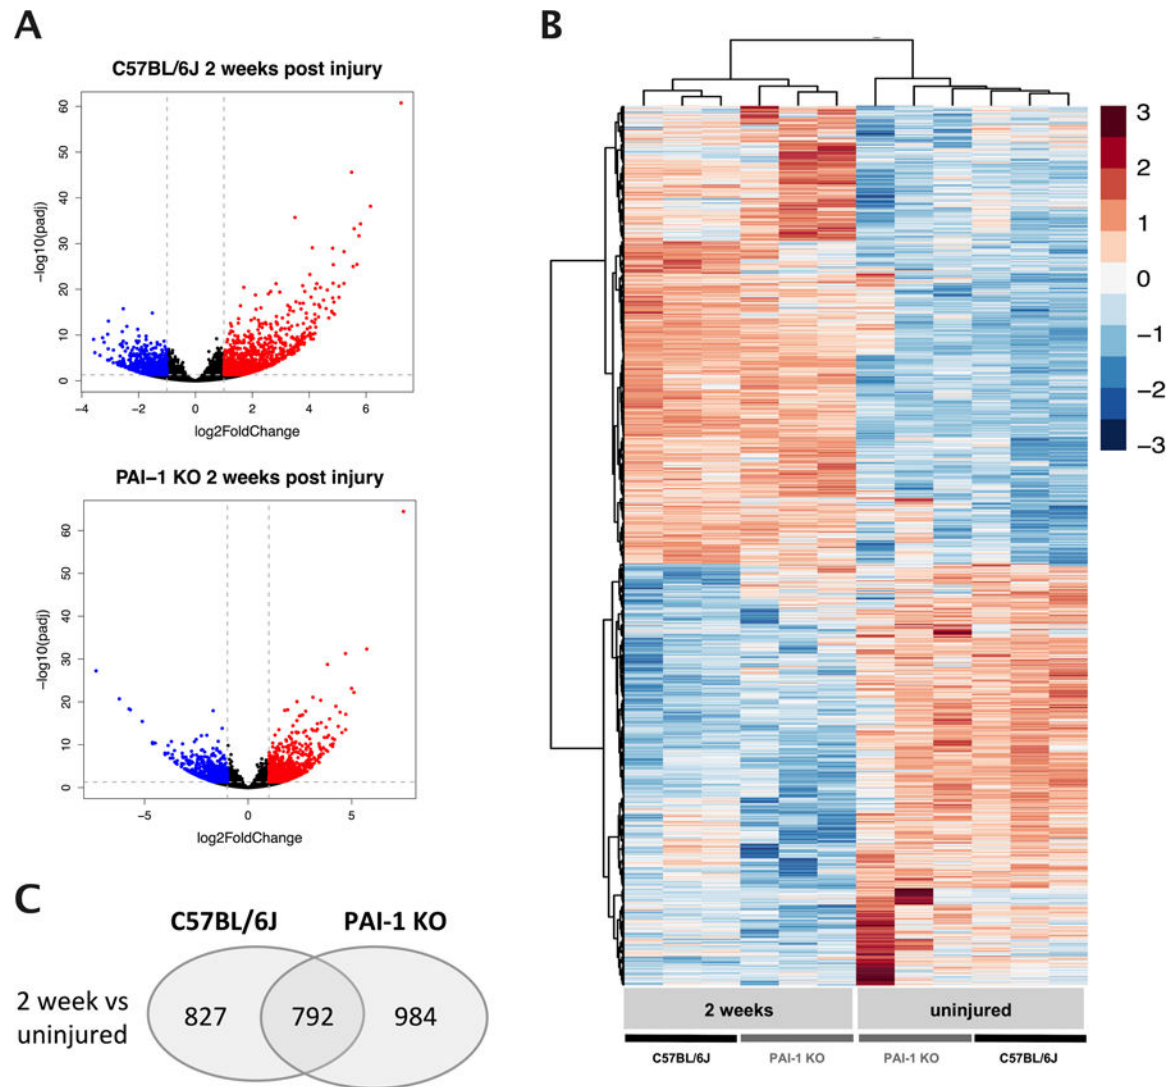 A
C57BL/6J 2 weeks post injury
60
50
40
30
20
10
0
−log10(padj)
−4 −2 0 2 4 6
log2FoldChange
PAI−1 KO 2 weeks post injury
60
50
40
30
20
10
0
−log10(padj)
−5 0 5
log2FoldChange
B
3
2
1
0
−1
−2
−3
2 weeks uninjured
C57BL/6J PAI-1 KO PAI-1 KO C57BL/6J
C
C57BL/6J PAI-1 KO
2 week vs
uninjured
827 792 984